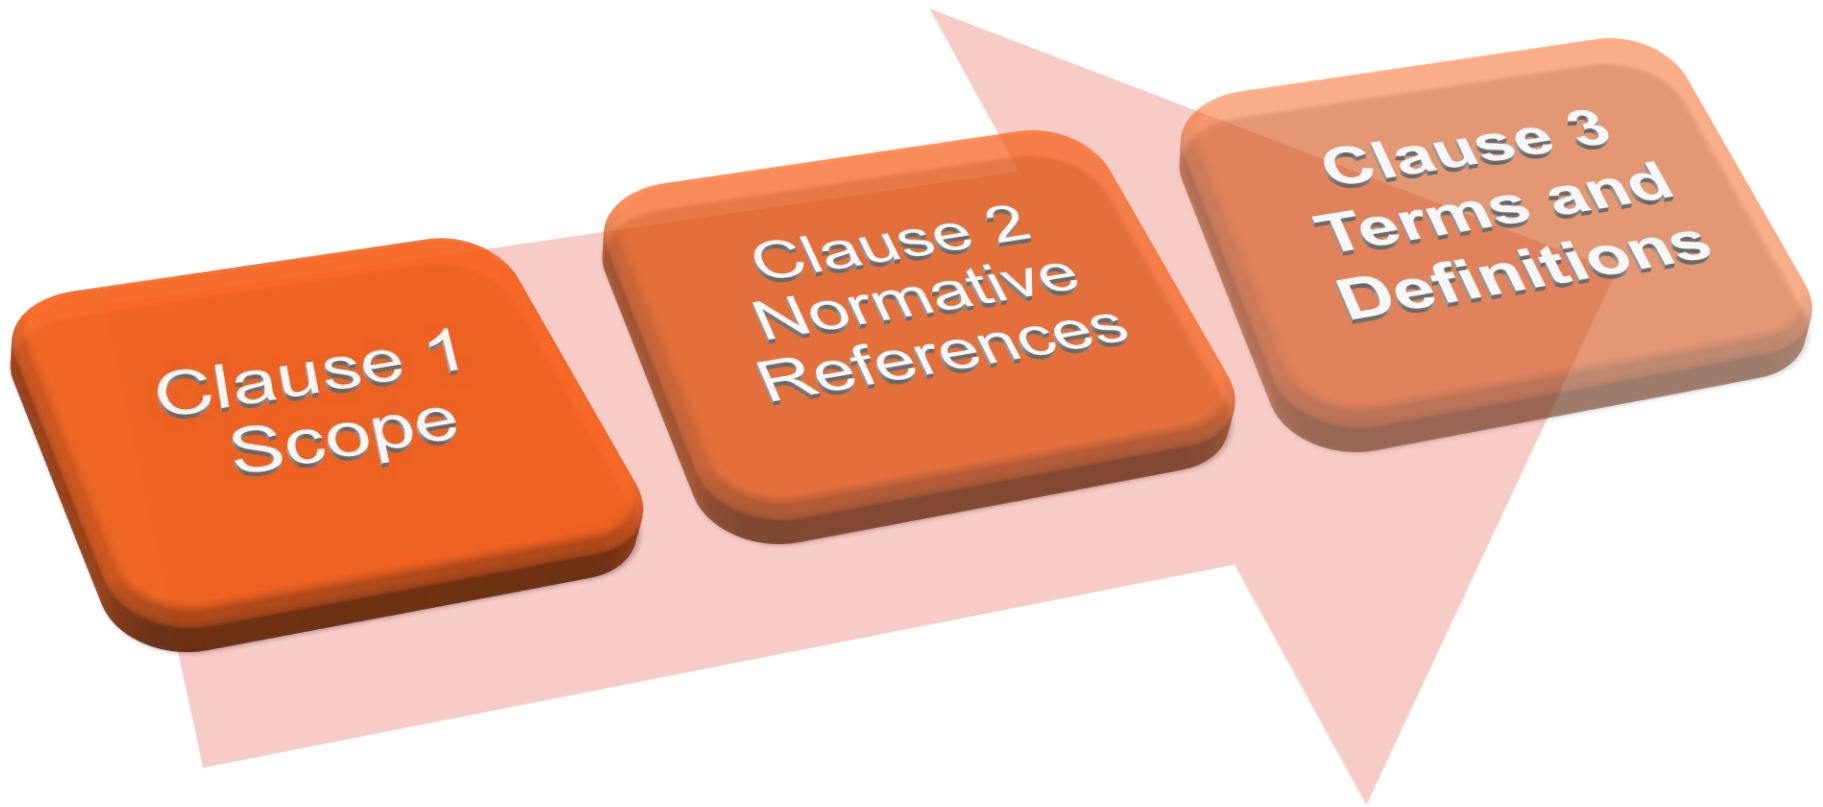 Clause 1
Scope
Clause 2
Normative
References
Clause 3
Terms and
Definitions